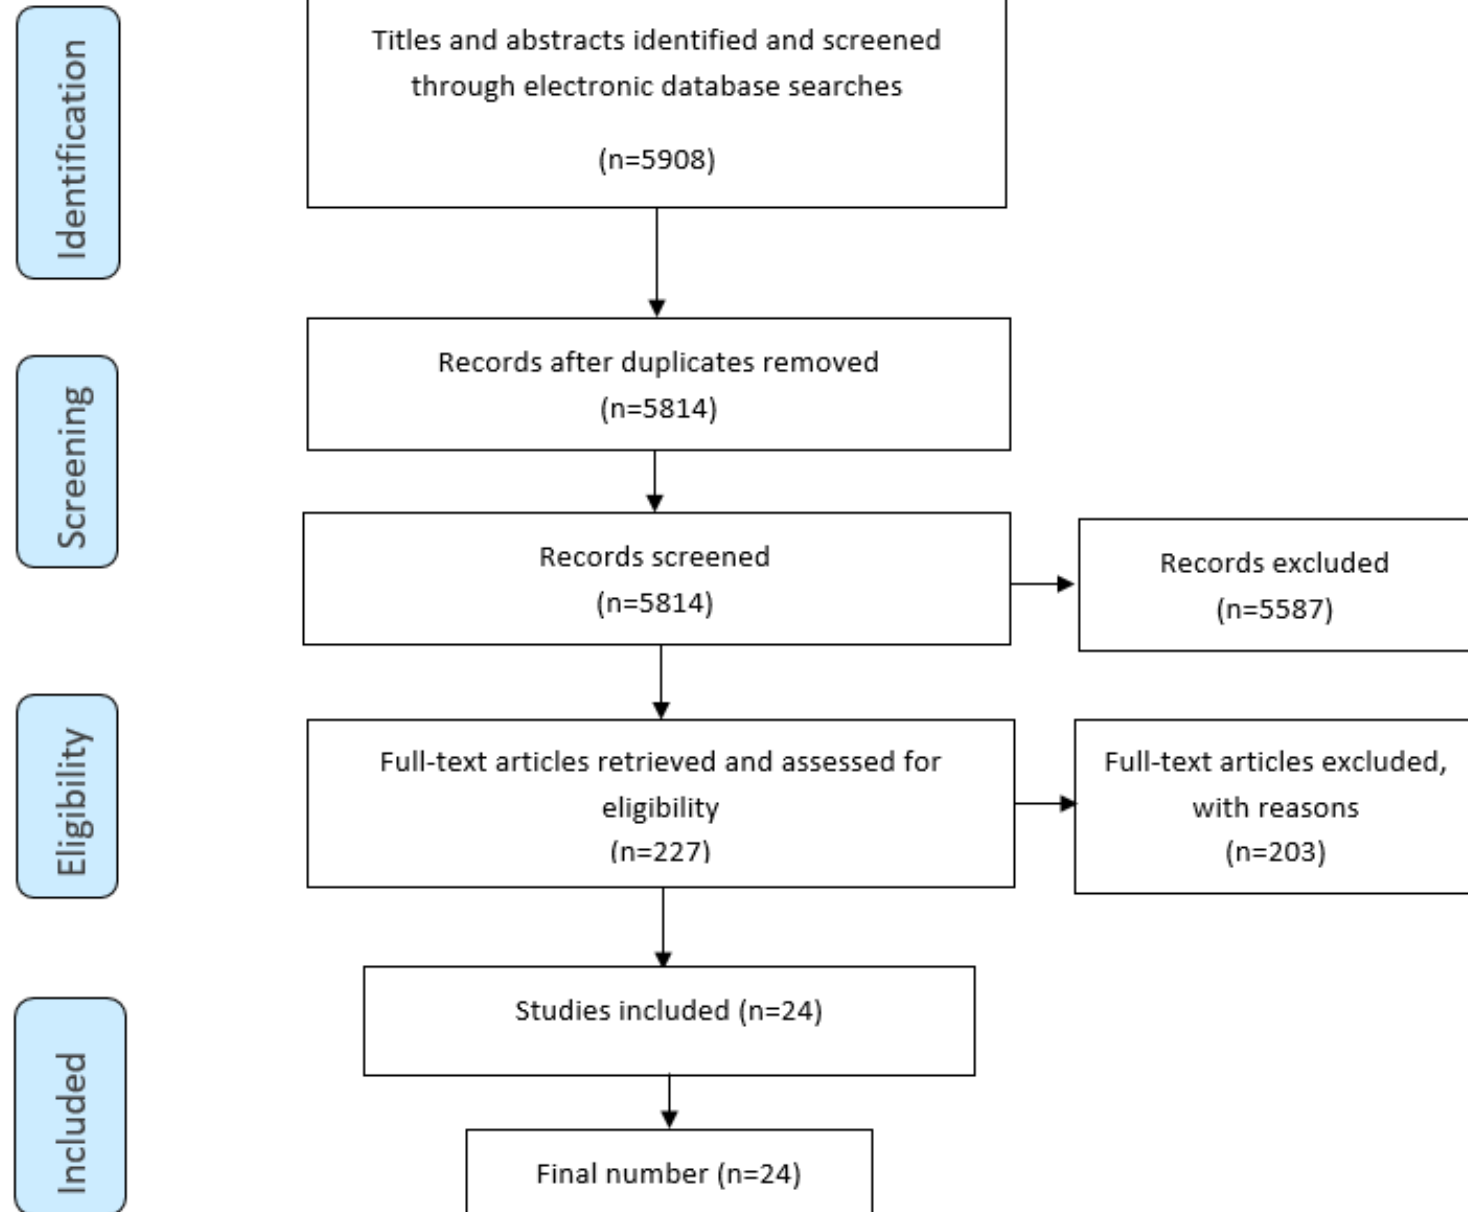 Identification
Titles and abstracts identified and screened
through electronic database searches
(n=5908)
Screening
Records after duplicates removed
(n=5814)
Records screened
(n=5814)
Records excluded
(n=5587)
Eligibility
Full-text articles retrieved and assessed for
eligibility
(n=227)
Full-text articles excluded,
with reasons
(n=203)
Included
Studies included (n=24)
Final number (n=24)